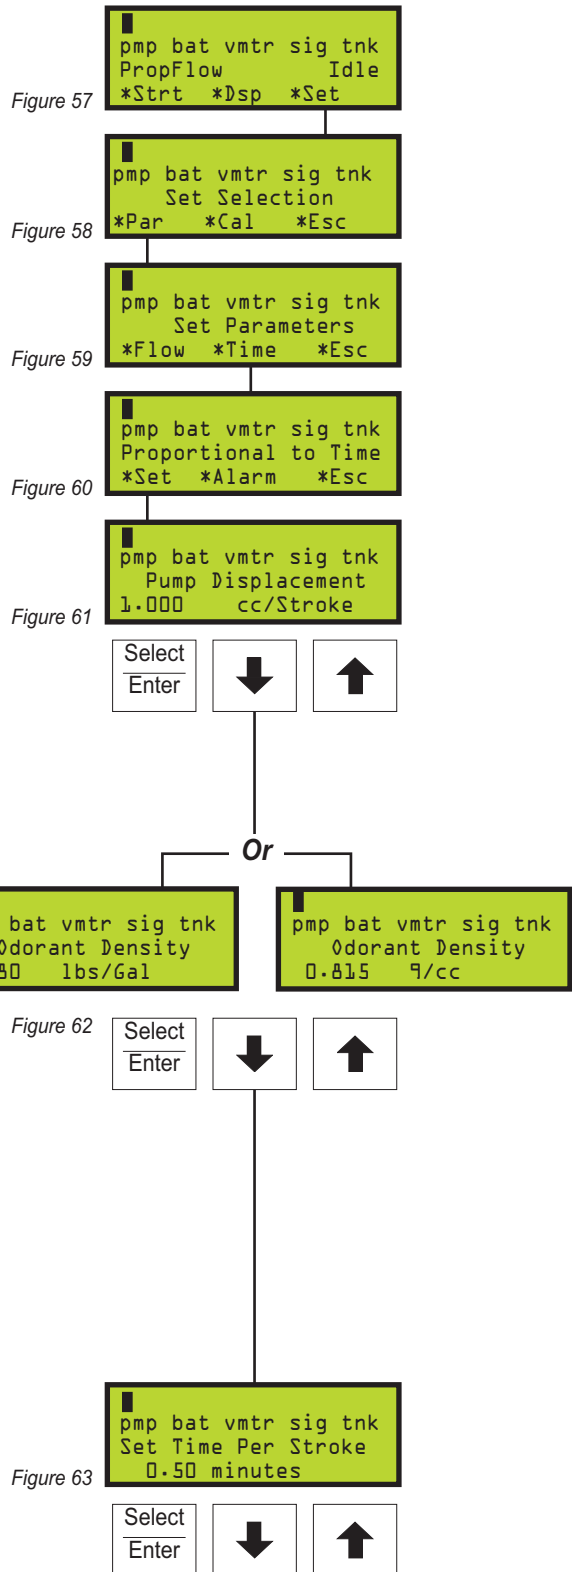 pmp bat vmtr sig tnk
PropFlow Idle
*Strt *Dsp *Set
Figure 57
pmp bat vmtr sig tnk
Set Selection
*Par *Cal *Esc
Figure 58
pmp bat vmtr sig tnk
Set Parameters
*Flow *Time *Esc
Figure 59
pmp bat vmtr sig tnk
Proportional to Time
*Set *Alarm *Esc
Figure 60
pmp bat vmtr sig tnk
Pump Displacement
1.000 cc/Stroke
Figure 61
Select
Enter
Or
bat vmtr sig tnk
Odorant Density
80 lbs/Gal
pmp bat vmtr sig tnk
Odorant Density
0.815 g/cc
Figure 62
Select
Enter
pmp bat vmtr sig tnk
Set Time Per Stroke
0.50 minutes
Figure 63
Select
Enter